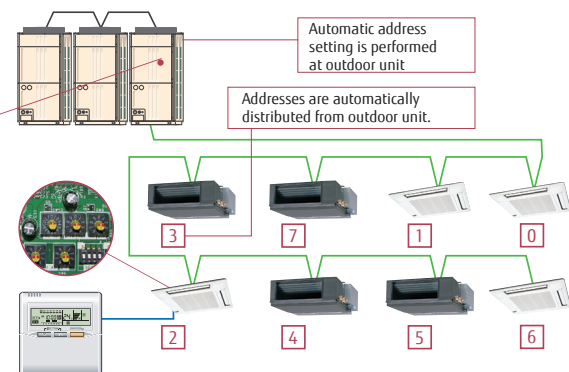 Automatic address
setting is performed
at outdoor unit
Addresses are automatically
distributed from outdoor unit.
3 7 1 0
2 4 5 6